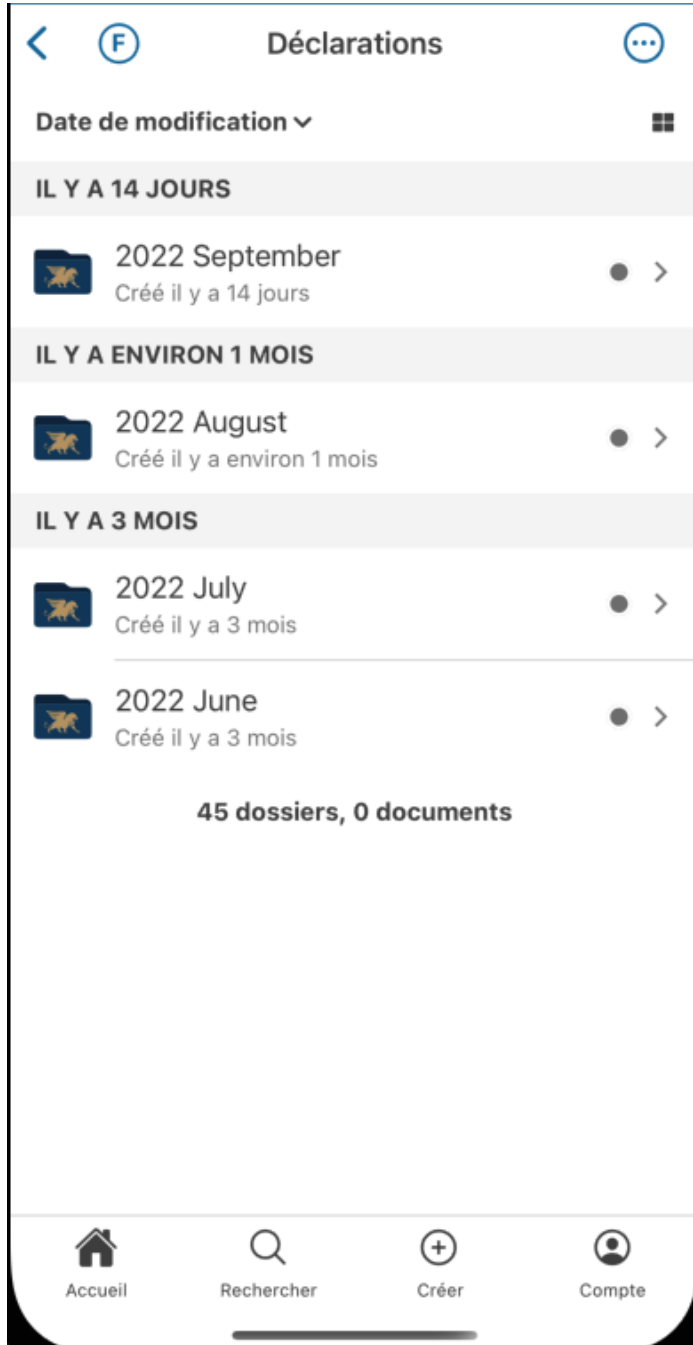 F
Déclarations
Date de modification
IL Y A 14 JOURS
2022 September
Créé il y a 14 jours
IL Y A ENVIRON 1 MOIS
2022 August
Créé il y a environ 1 mois
IL Y A 3 MOIS
2022 July
Créé il y a 3 mois
2022 June
Créé il y a 3 mois
45 dossiers, 0 documents
Accueil Rechercher Créer Compte